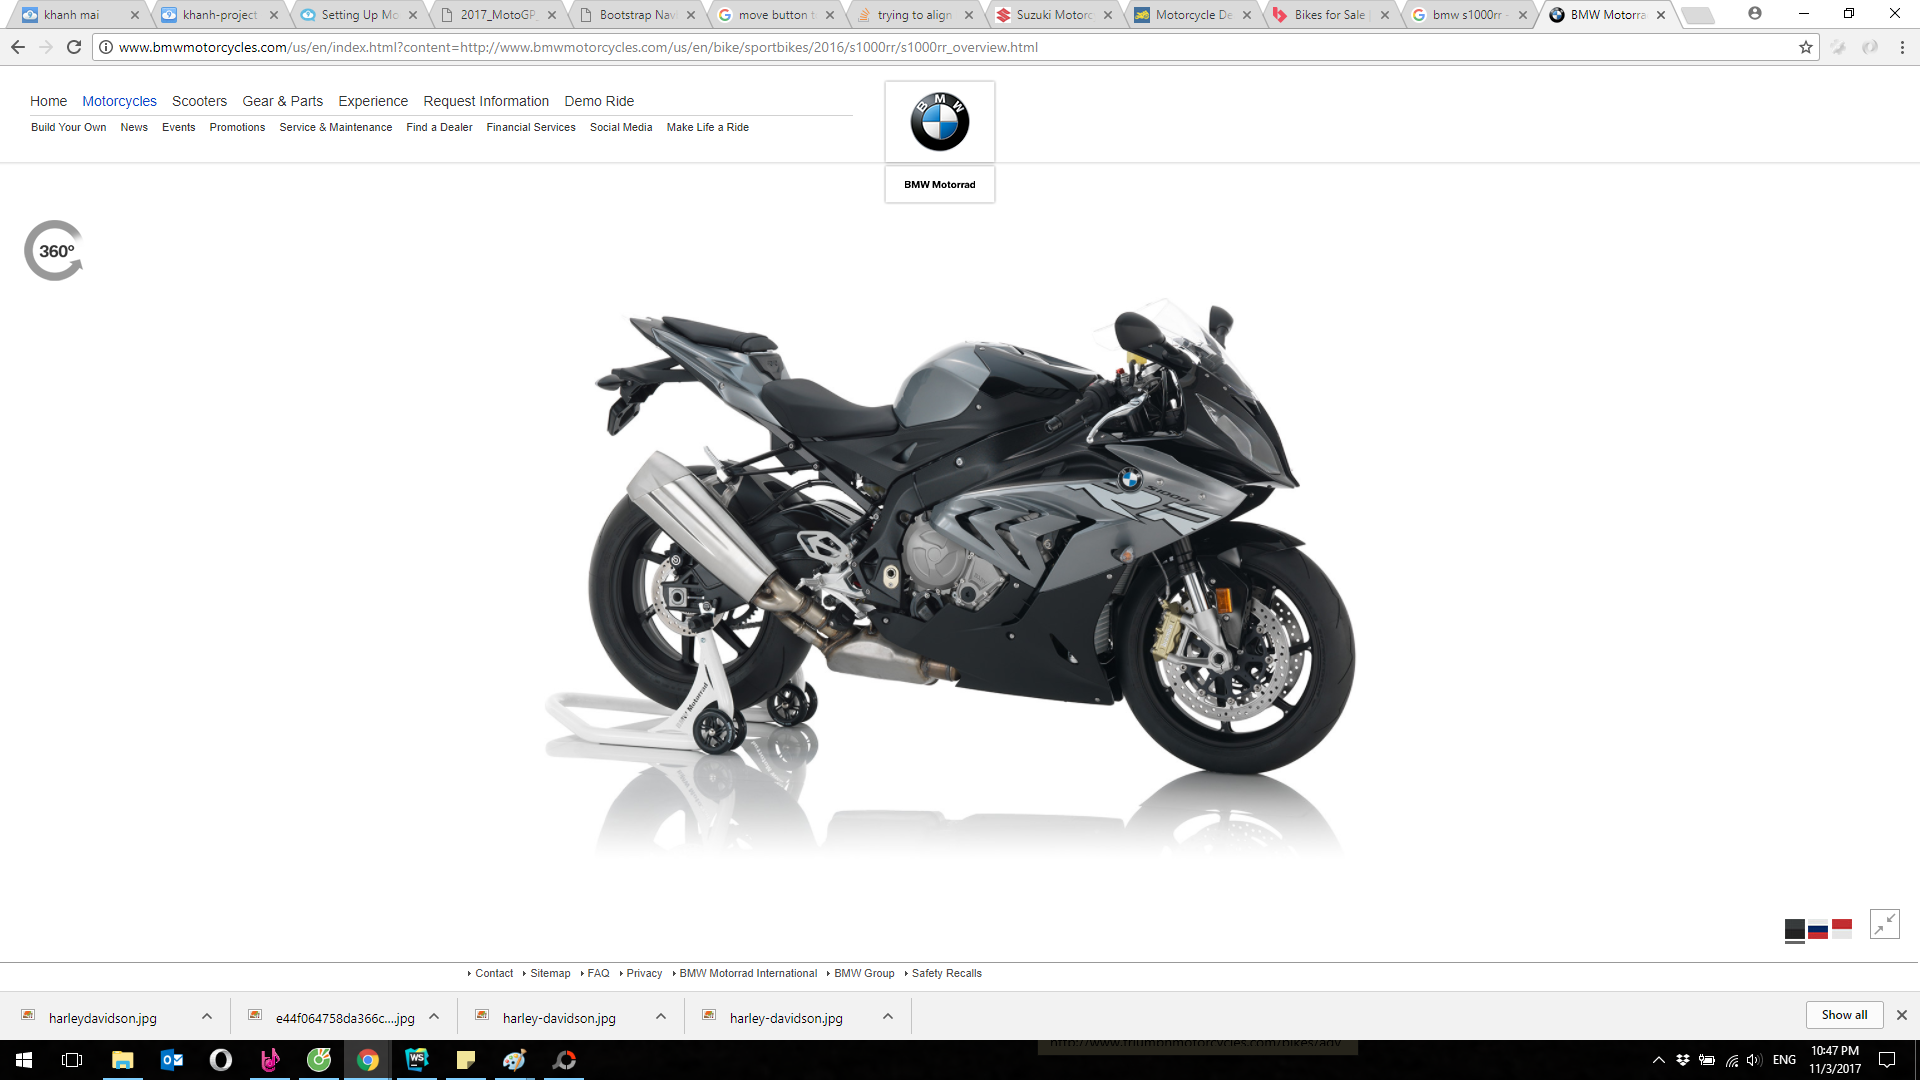 khanh mai
khanh-project
Setting Up Mo
2017_MotoGP_
Bootstrap Nav
move button t
trying to align
Suzuki Motorc
Motorcycle De
Bikes for Sale
bmw s1000rr -
BMW Motorra
www.bmwmotorcycles.com/us/en/index.html?content=http://www.bmwmotorcycles.com/us/en/bike/sportbikes/2016/s1000rr/s1000rr_overview.html
Home Motorcycles Scooters Gear & Parts Experience Request Information Demo Ride
Build Your Own News Events Promotions Service & Maintenance Find a Dealer Financial Services Social Media Make Life a Ride
BMW
BMW Motorrad
360°
S1000
RR
Motorrad
Contact Sitemap FAQ Privacy BMW Motorrad International BMW Group Safety Recalls
harleydavidson.jpg
e44f064758da366c....jpg
harley-davidson.jpg
harley-davidson.jpg
Show all
http://www.triumphmotorcycles.com/bikes/adv
WS
ENG
10:47 PM
11/3/2017